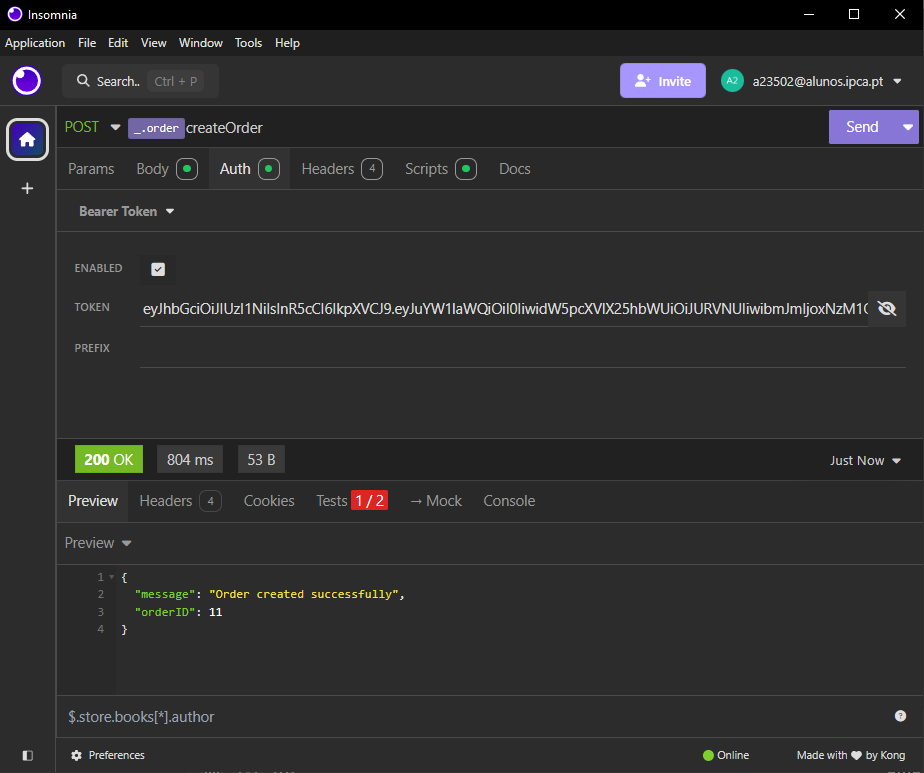 Insomnia
Application File Edit View Window Tools Help
Search.. Ctrl + P Invite A2 a23502@alunos.ipca.pt
POST _.order createOrder Send
Params Body Auth Headers 4 Scripts Docs
Bearer Token
ENABLED
TOKEN
PREFIX
200 OK 804 ms 53 B Just Now
Preview Headers 4 Cookies Tests 1 / 2 → Mock Console
Preview
1 {
2 "message": "Order created successfully",
3 "orderID": 11
4 }
$.store.books[*].author ?
Preferences Online Made with ❤ by Kong